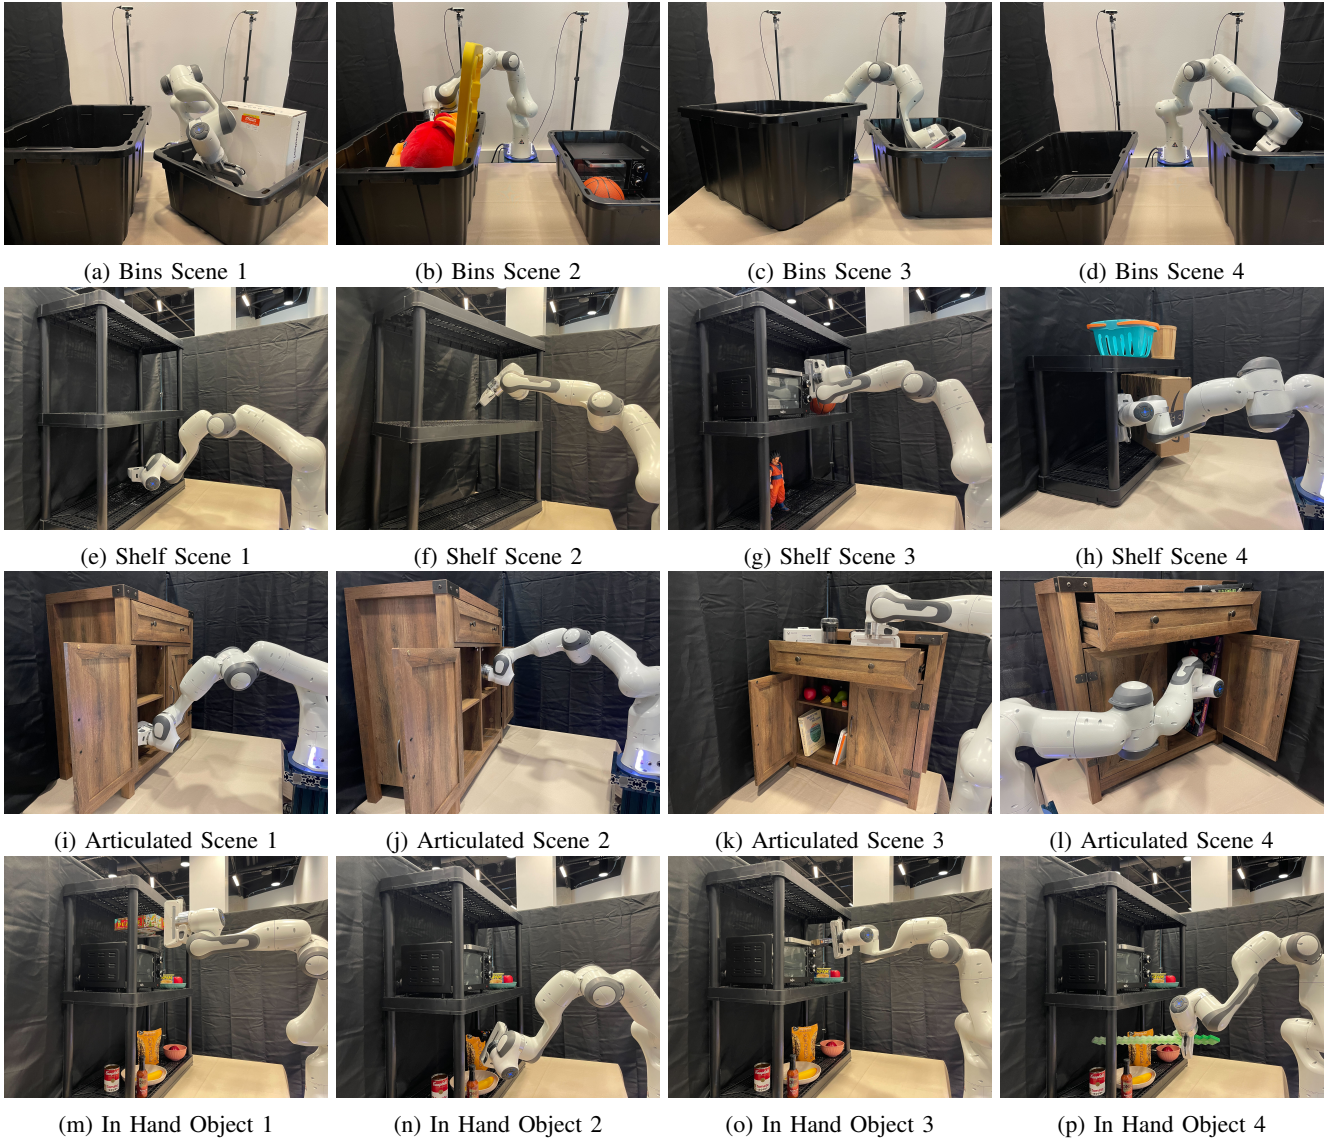 (a) Bins Scene 1
(b) Bins Scene 2
(c) Bins Scene 3
(d) Bins Scene 4
(e) Shelf Scene 1
(f) Shelf Scene 2
(g) Shelf Scene 3
(h) Shelf Scene 4
(i) Articulated Scene 1
(j) Articulated Scene 2
(k) Articulated Scene 3
(l) Articulated Scene 4
(m) In Hand Object 1
(n) In Hand Object 2
(o) In Hand Object 3
(p) In Hand Object 4